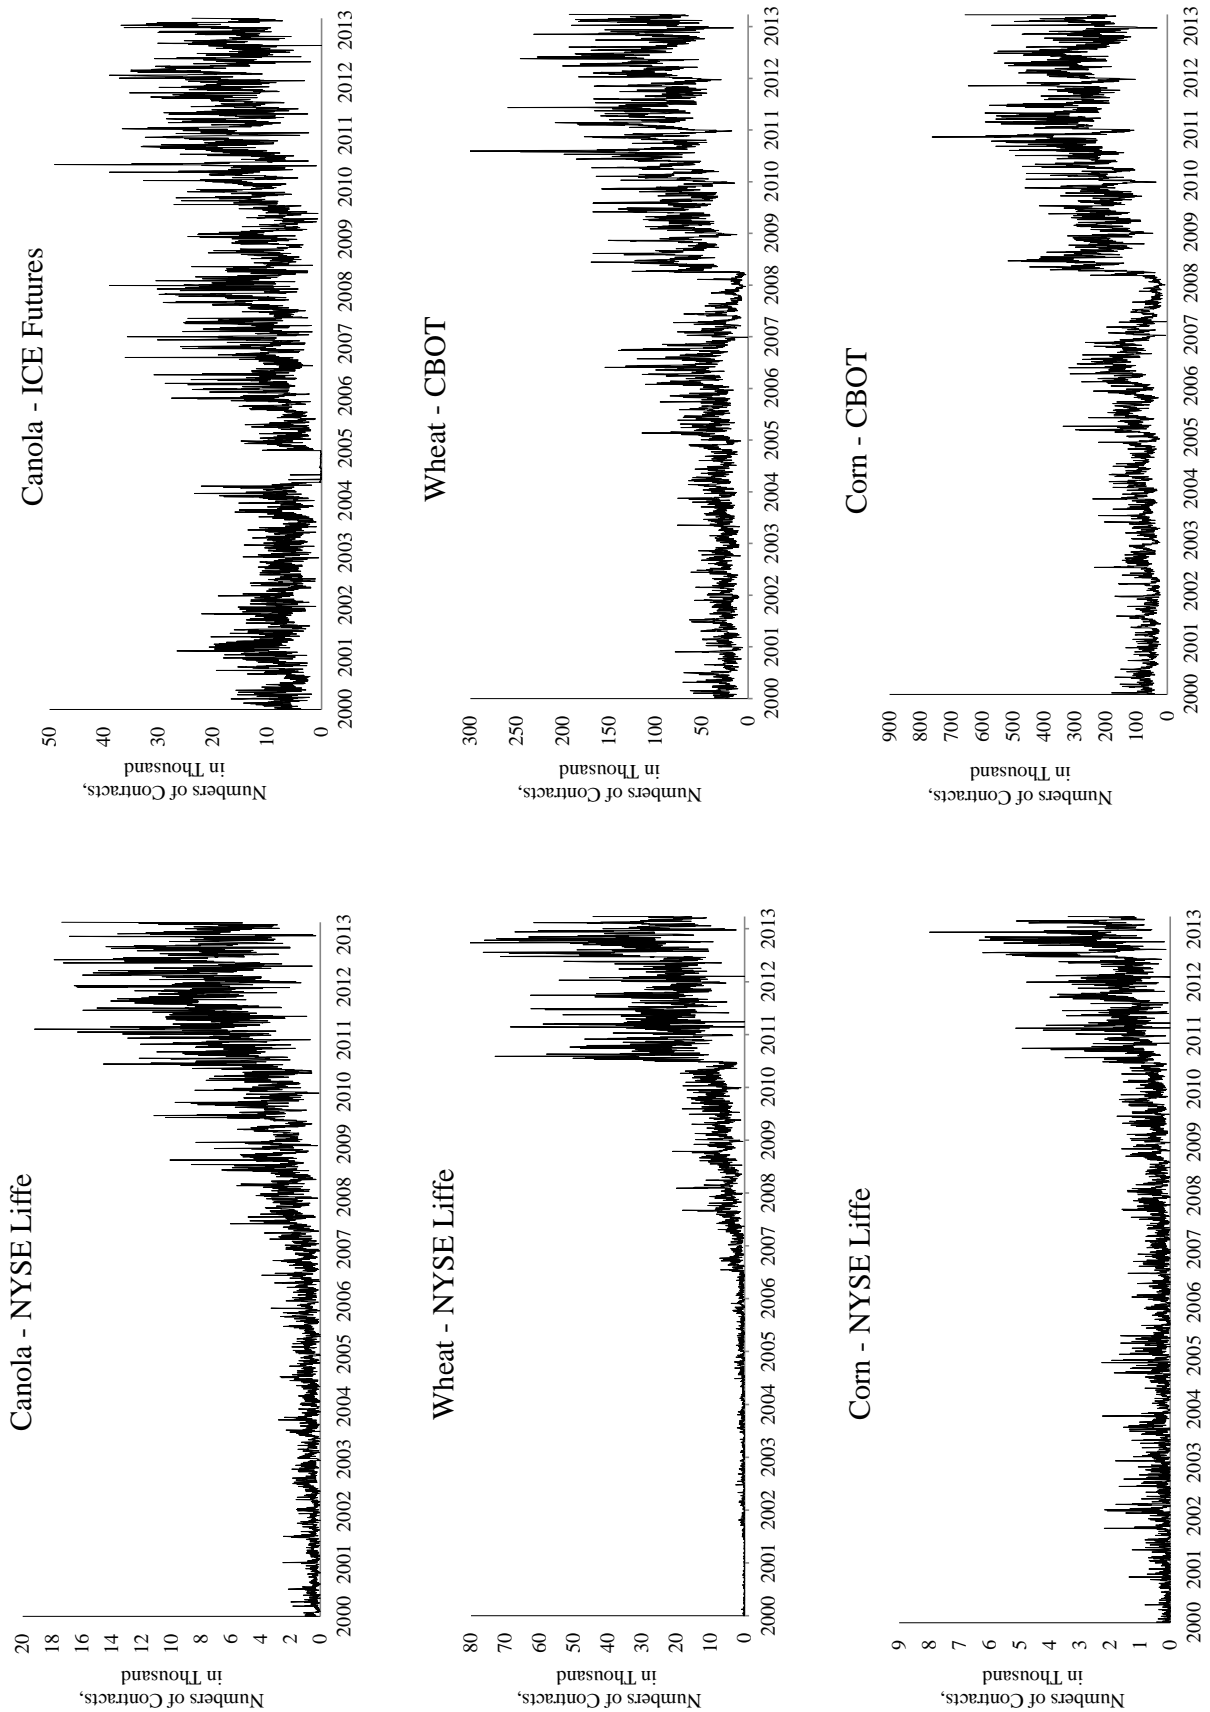 Canola - NYSE Liffe
Numbers of Contracts,
in Thousand
20
18
16
14
12
10
8
6
4
2
0
2000 2001 2002 2003 2004 2005 2006 2007 2008 2009 2010 2011 2012 2013
Canola - ICE Futures
Numbers of Contracts,
in Thousand
50
40
30
20
10
0
2000 2001 2002 2003 2004 2005 2006 2007 2008 2009 2010 2011 2012 2013
Wheat - NYSE Liffe
Numbers of Contracts,
in Thousand
80
60
40
20
0
2000 2001 2002 2003 2004 2005 2006 2007 2008 2009 2010 2011 2012 2013
Wheat - CBOT
Numbers of Contracts,
in Thousand
300
250
200
150
100
50
0
2000 2001 2002 2003 2004 2005 2006 2007 2008 2009 2010 2011 2012 2013
Corn - NYSE Liffe
Numbers of Contracts,
in Thousand
9
8
7
6
5
4
3
2
1
0
2000 2001 2002 2003 2004 2005 2006 2007 2008 2009 2010 2011 2012 2013
Corn - CBOT
Numbers of Contracts,
in Thousand
900
800
700
600
500
400
300
200
100
0
2000 2001 2002 2003 2004 2005 2006 2007 2008 2009 2010 2011 2012 2013